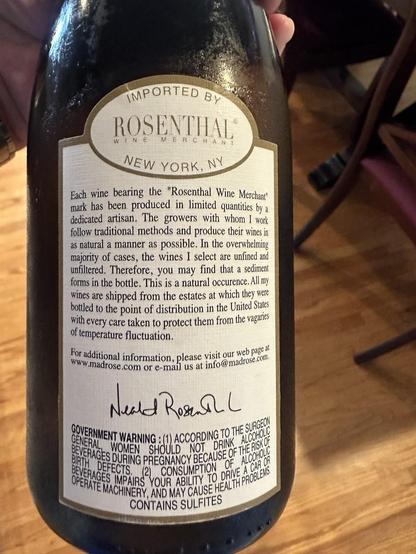 IMPORTED BY
ROSENTHAL®
WINE MERCHANT
NEW YORK, NY
Each wine bearing the "Rosenthal Wine Merchant"
mark has been produced in limited quantities by a
dedicated artisan. The growers with whom I work
follow traditional methods and produce their wines in
as natural a manner as possible. In the overwhelming
majority of cases, the wines I select are unfined and
unfiltered. Therefore, you may find that a sediment
forms in the bottle. This is a natural occurence. All my
wines are shipped from the estates at which they were
bottled to the point of distribution in the United States
with every care taken to protect them from the vagaries
of temperature fluctuation.
For additional information, please visit our web page at
www.madrose.com or e-mail us at info@madrose.com.
Neal Rosenthal
GOVERNMENT WARNING : (1) ACCORDING TO THE SURGEON
GENERAL, WOMEN SHOULD NOT DRINK ALCOHOLIC
BEVERAGES DURING PREGNANCY BECAUSE OF THE RISK OF
BIRTH DEFECTS. (2) CONSUMPTION OF ALCOHOLIC
BEVERAGES IMPAIRS YOUR ABILITY TO DRIVE A CAR OR
OPERATE MACHINERY, AND MAY CAUSE HEALTH PROBLEMS.
CONTAINS SULFITES